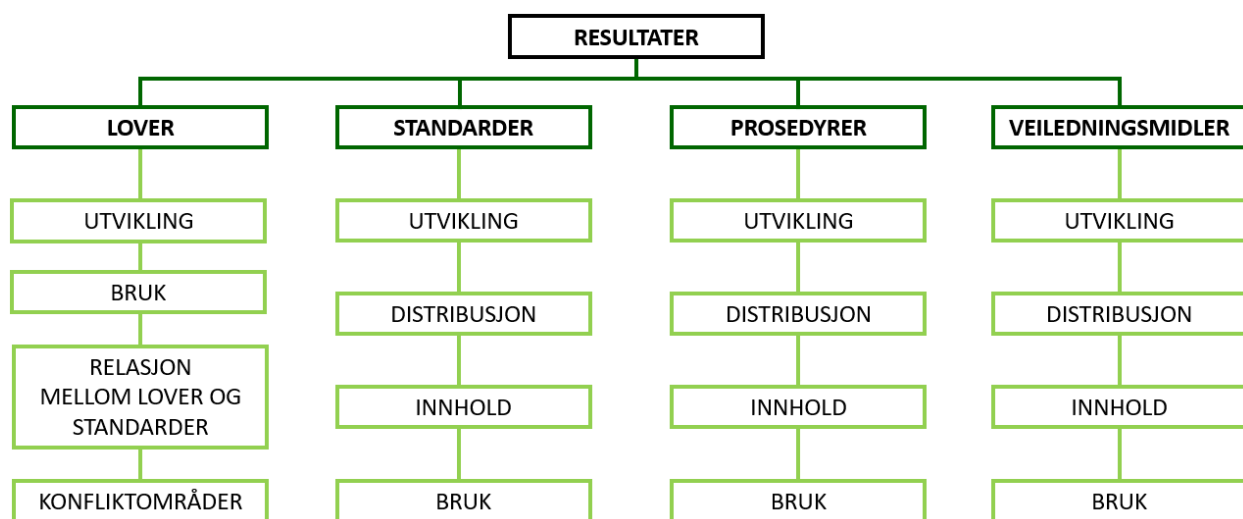 RESULTATER
LOVER
STANDARDER
PROSEDYRER
VEILEDNINGSMIDLER
UTVIKLING
BRUK
RELASJON
MELLOM LOVER OG
STANDARDER
KONFLIKTOMRÅDER
UTVIKLING
DISTRIBUSJON
INNHOLD
BRUK
UTVIKLING
DISTRIBUSJON
INNHOLD
BRUK
UTVIKLING
DISTRIBUSJON
INNHOLD
BRUK